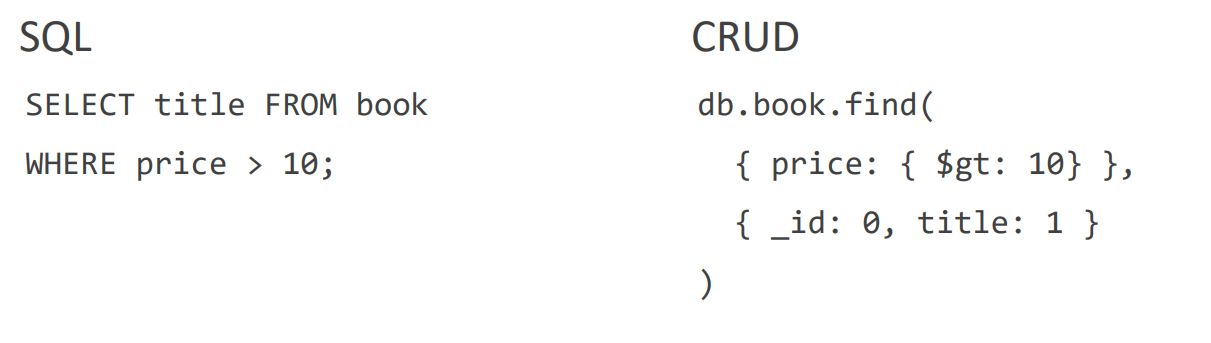 SQL
SELECT title FROM book
WHERE price > 10;
CRUD
db.book.find(
{ price: { $gt: 10} },
{ _id: 0, title: 1 }
)